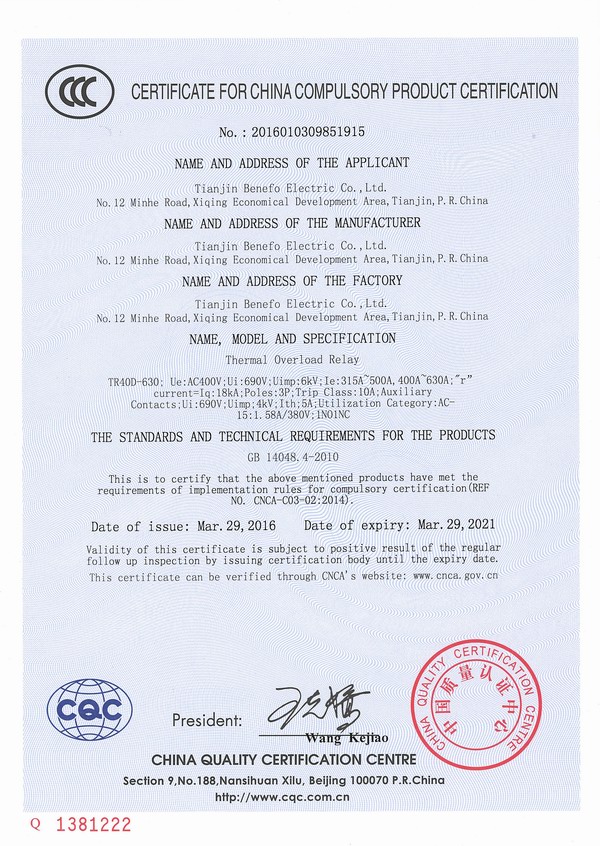 CCC
CERTIFICATE FOR CHINA COMPULSORY PRODUCT CERTIFICATION
No.: 2016010309851915
NAME AND ADDRESS OF THE APPLICANT
Tianjin Benefo Electric Co.,Ltd.
No.12 Minhe Road,Xiqing Economical Development Area,Tianjin,P.R.China
NAME AND ADDRESS OF THE MANUFACTURER
Tianjin Benefo Electric Co.,Ltd.
No.12 Minhe Road,Xiqing Economical Development Area,Tianjin,P.R.China
NAME AND ADDRESS OF THE FACTORY
Tianjin Benefo Electric Co.,Ltd.
No.12 Minhe Road,Xiqing Economical Development Area,Tianjin,P.R.China
NAME, MODEL AND SPECIFICATION
Thermal Overload Relay
TR40D-630; Ue:AC400V;Ui:690V;Uimp:6kV;Ie:315A~500A,400A~630A;"r"
current=Iq:18kA;Poles:3P;Trip Class:10A;Auxiliary
Contacts;Ui:690V;Uimp;4kV;Ith;5A;Utilization Category:AC-
15:1.58A/380V;1NO1NC
THE STANDARDS AND TECHNICAL REQUIREMENTS FOR THE PRODUCTS
GB 14048.4-2010
This is to certify that the above mentioned products have met the
requirements of implementation rules for compulsory certification(REF
NO. CNCA-C03-02:2014).
Date of issue: Mar.29,2016 Date of expiry: Mar.29,2021
Validity of this certificate is subject to positive result of the regular
follow up inspection by issuing certification body until the expiry date.
This certificate can be verified through CNCA's website: www.cnca.gov.cn
CQC
President:
王克娇
Wang Kejiao
CHINA QUALITY CERTIFICATION CENTRE
中国质量认证中心
CHINA QUALITY CERTIFICATION CENTRE
Section 9,No.188,Nansihuan Xilu, Beijing 100070 P.R.China
http://www.cqc.com.cn
Q 1381222